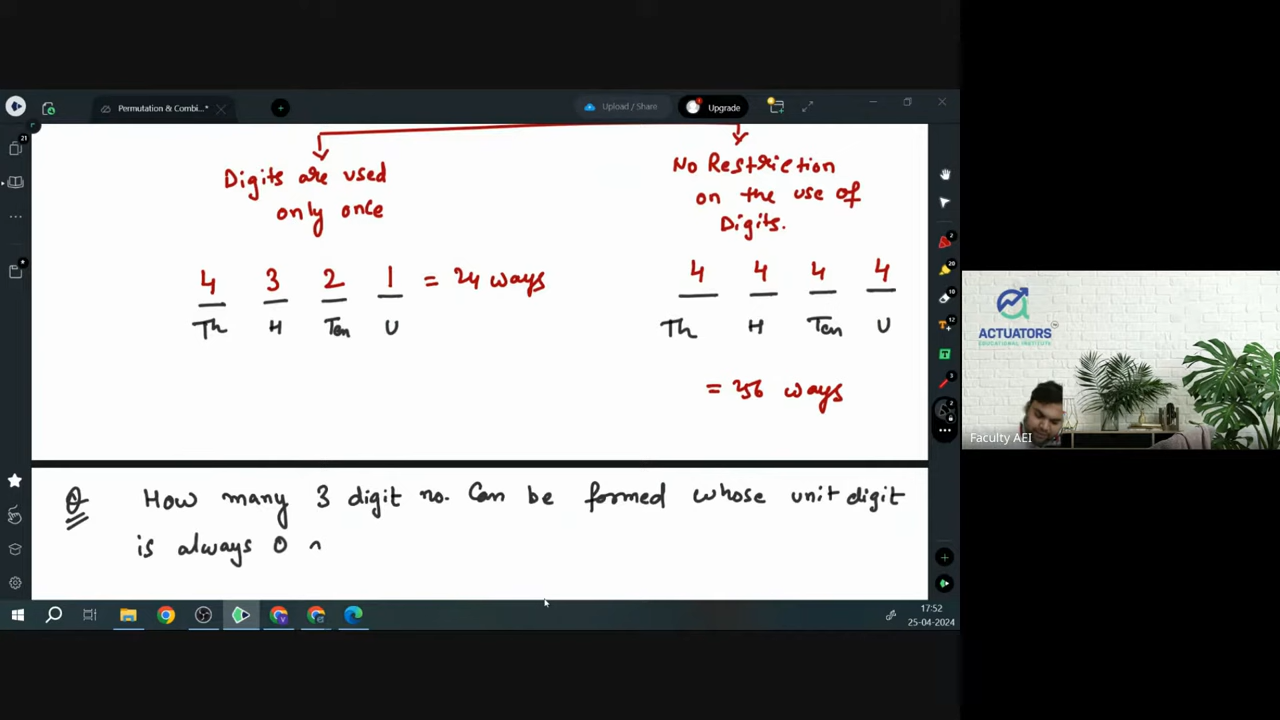 Permutation & Combi...*
Upload / Share
Upgrade
Digits are used
only once
No Restriction
on the use of
Digits.
4 3 2 1 = 24 ways
Th H Ten U
4 4 4 4
Th H Ten U
= 256 ways
Q How many 3 digit no. Can be formed whose unit digit
is always 0
ACTUATORS
EDUCATIONAL INSTITUTE
Faculty AEI
17:52
25-04-2024